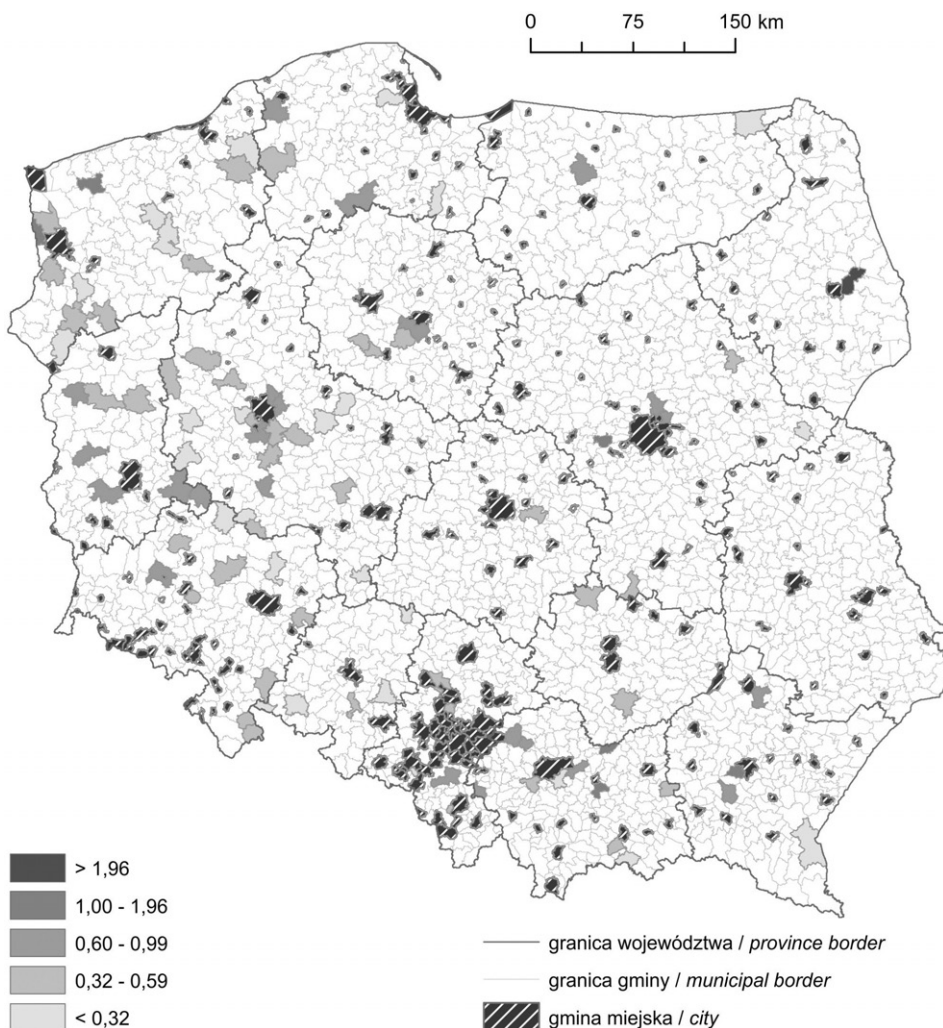 0 75 150 km
> 1,96
1,00 - 1,96
0,60 - 0,99
0,32 - 0,59
< 0,32
granica województwa / province border
granica gminy / municipal border
gmina miejska / city